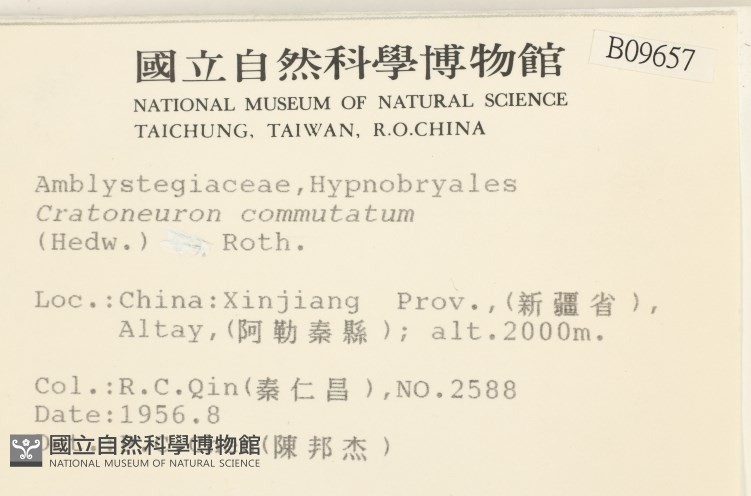 國立自然科學博物館
B09657
NATIONAL MUSEUM OF NATURAL SCIENCE
TAICHUNG, TAIWAN, R.O.CHINA
Amblystegiaceae,Hypnobryales
Cratoneuron commutatum
(Hedw.) Roth.
Loc.:China:Xinjiang Prov.,(新疆省),
Altay,(阿勒秦縣); alt.2000m.
Col.:R.C.Qin(秦仁昌),NO.2588
Date:1956.8
(陳邦杰)
國立自然科學博物館
NATIONAL MUSEUM OF NATURAL SCIENCE